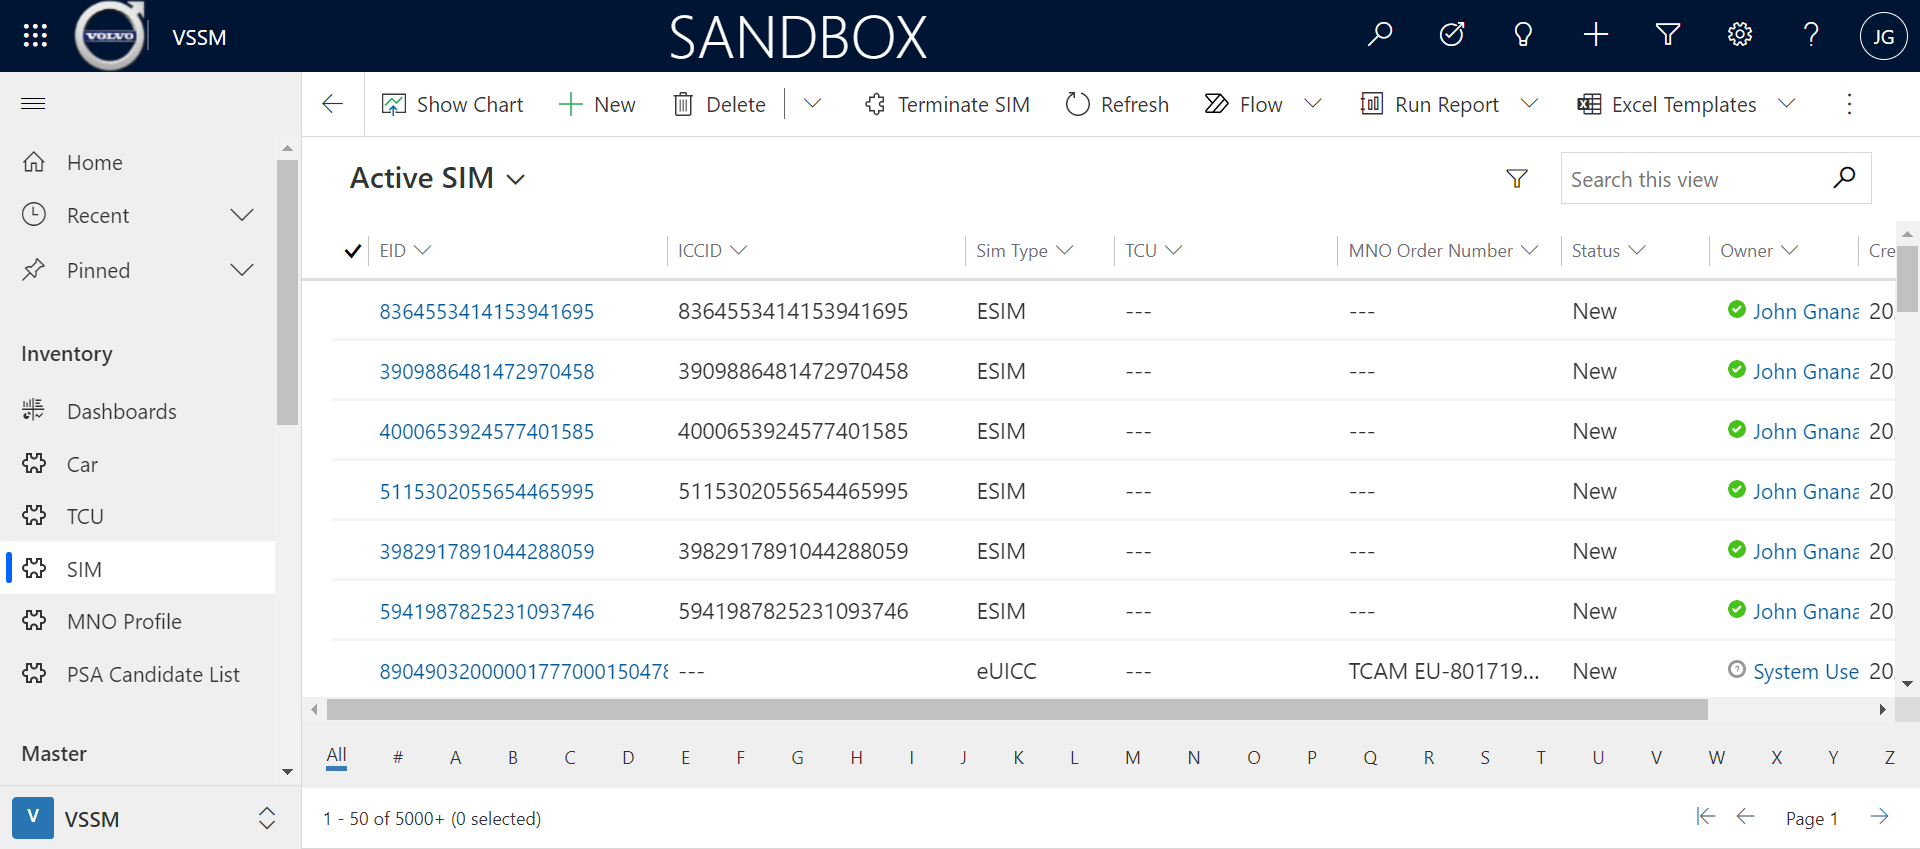 VOLVO VSSM SANDBOX JG
Show Chart New Delete Terminate SIM Refresh Flow Run Report Excel Templates
Home
Recent
Pinned
Inventory
Dashboards
Car
TCU
SIM
MNO Profile
PSA Candidate List
Master
V VSSM
Active SIM Search this view
EID ICCID Sim Type TCU MNO Order Number Status Owner Cre
8364553414153941695 8364553414153941695 ESIM --- --- New John Gnana 20
3909886481472970458 3909886481472970458 ESIM --- --- New John Gnana 20
4000653924577401585 4000653924577401585 ESIM --- --- New John Gnana 20
5115302055654465995 5115302055654465995 ESIM --- --- New John Gnana 20
3982917891044288059 3982917891044288059 ESIM --- --- New John Gnana 20
5941987825231093746 5941987825231093746 ESIM --- --- New John Gnana 20
89049032000001777000150478 --- eUICC --- TCAM EU-801719... New System Use 20
All # A B C D E F G H I J K L M N O P Q R S T U V W X Y Z
1 - 50 of 5000+ (0 selected) Page 1